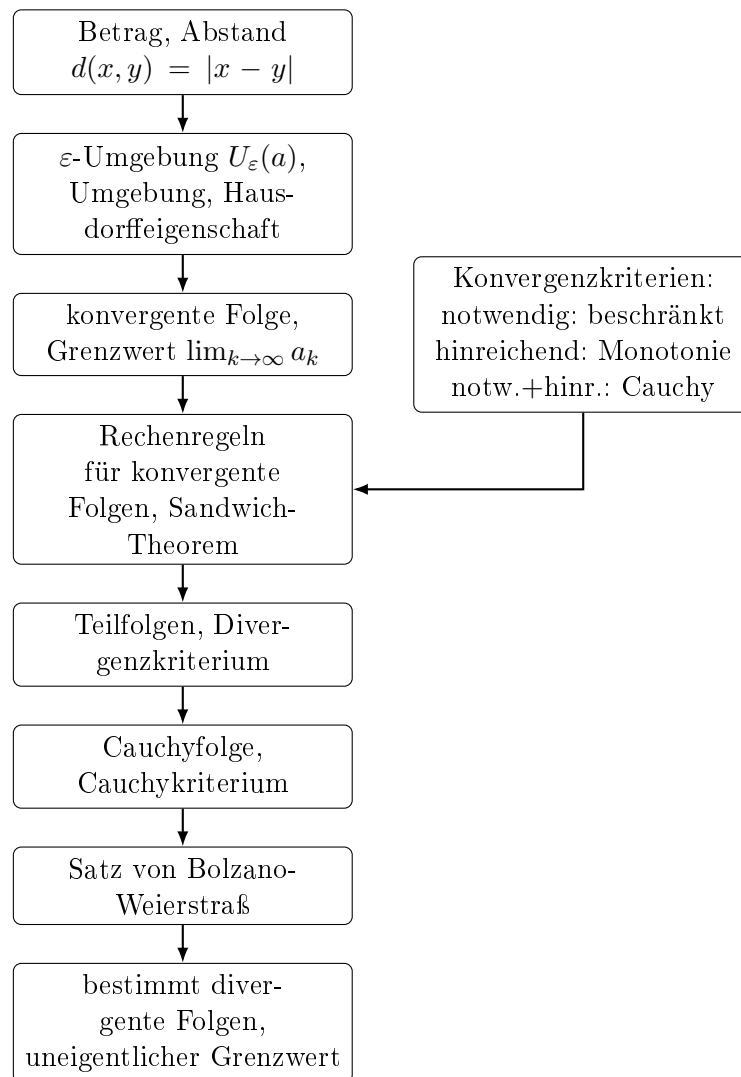 Betrag, Abstand
d(x, y) = |x − y|
ε-Umgebung U_ε(a),
Umgebung, Haus-
dorffeigenschaft
konvergente Folge,
Grenzwert lim_{k→∞} a_k
Konvergenzkriterien:
notwendig: beschränkt
hinreichend: Monotonie
notw.+hinr.: Cauchy
Rechenregeln
für konvergente
Folgen, Sandwich-
Theorem
Teilfolgen, Diver-
genzkriterium
Cauchyfolge,
Cauchykriterium
Satz von Bolzano-
Weierstraß
bestimmt diver-
gente Folgen,
uneigentlicher Grenzwert